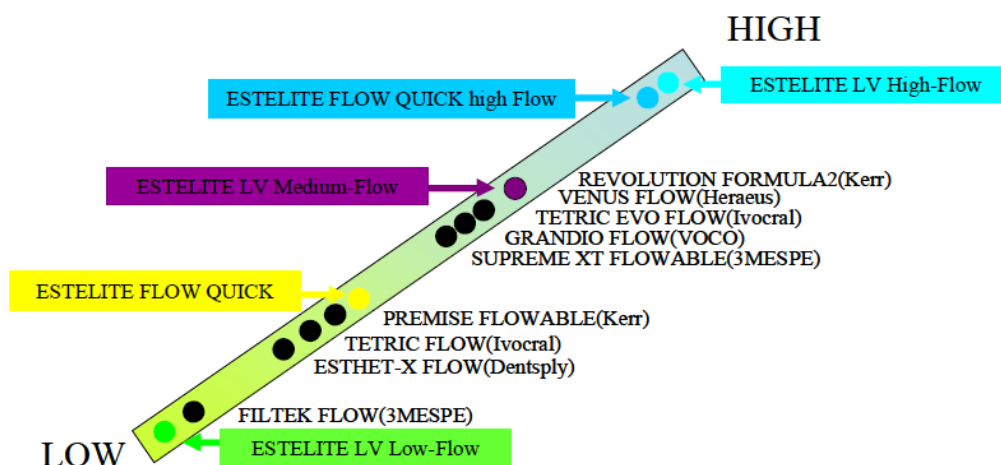 HIGH
ESTELITE FLOW QUICK high Flow
ESTELITE LV High-Flow
ESTELITE LV Medium-Flow
REVOLUTION FORMULA2(Kerr)
VENUS FLOW(Heraeus)
TETRIC EVO FLOW(Ivocral)
GRANDIO FLOW(VOCO)
SUPREME XT FLOWABLE(3MESPE)
ESTELITE FLOW QUICK
PREMISE FLOWABLE(Kerr)
TETRIC FLOW(Ivocral)
ESTHET-X FLOW(Dentsply)
FILTEK FLOW(3MESPE)
LOW
ESTELITE LV Low-Flow